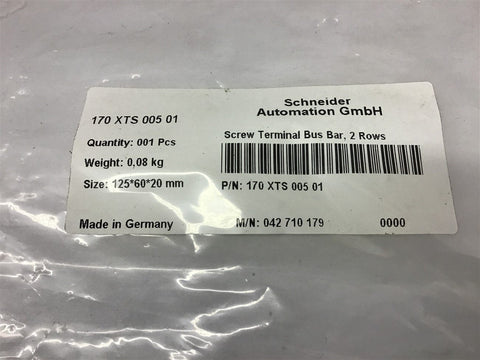 170 XTS 005 01
Quantity: 001 Pcs
Weight: 0,08 kg
Size: 125*60*20 mm
Made in Germany
Schneider
Automation GmbH
Screw Terminal Bus Bar, 2 Rows
P/N: 170 XTS 005 01
M/N: 042 710 179
0000